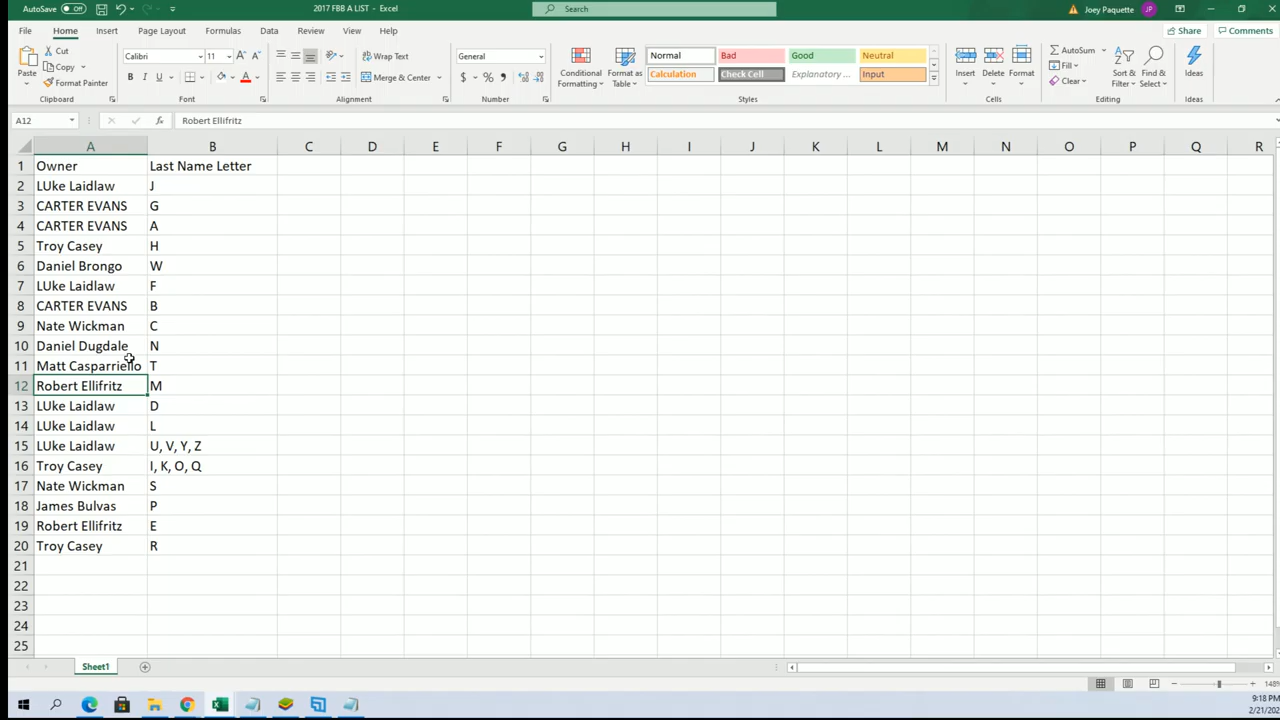 AutoSave Off 2017 FBB A LIST - Excel Search Joey Paquette JP
File Home Insert Page Layout Formulas Data Review View Help Share Comments
Paste Cut Copy Format Painter Clipboard
Calibri 11 B I U A A A Font
Wrap Text Merge & Center Alignment
General $ % , Number
Conditional Formatting Format as Table
Normal Bad Good Neutral
Calculation Check Cell Explanatory ... Input
Styles
Insert Delete Format Cells
AutoSum Fill Clear Sort & Filter Find & Select Editing
Ideas Ideas
A12 fx Robert Ellifritz
A B C D E F G H I J K L M N O P Q R
1 Owner Last Name Letter
2 LUke Laidlaw J
3 CARTER EVANS G
4 CARTER EVANS A
5 Troy Casey H
6 Daniel Brongo W
7 LUke Laidlaw F
8 CARTER EVANS B
9 Nate Wickman C
10 Daniel Dugdale N
11 Matt Casparriello T
12 Robert Ellifritz M
13 LUke Laidlaw D
14 LUke Laidlaw L
15 LUke Laidlaw U, V, Y, Z
16 Troy Casey I, K, O, Q
17 Nate Wickman S
18 James Bulvas P
19 Robert Ellifritz E
20 Troy Casey R
21
22
23
24
25
Sheet1
148%
9:18 PM
2/21/202